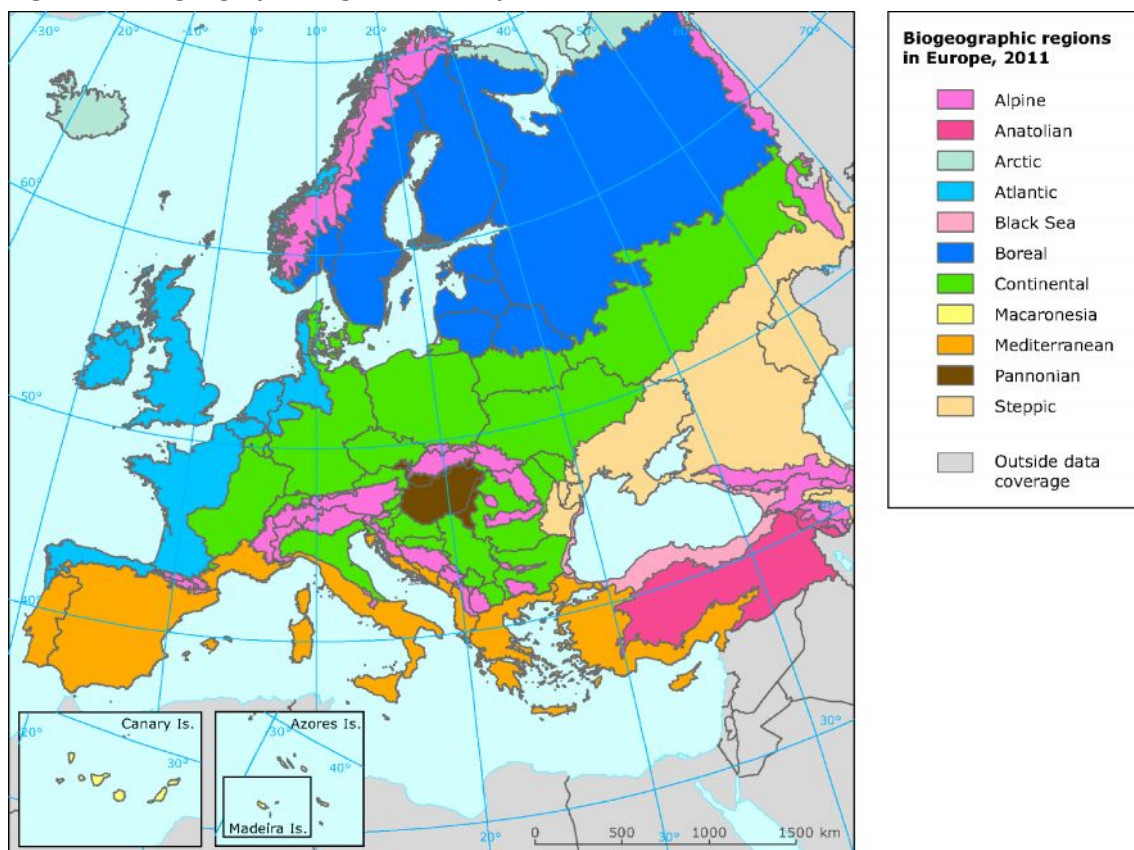 -30°
-20°
-10°
0°
10°
20°
30°
40°
50°
60°
70°
60°
50°
40°
Canary Is.
20°
30°
Azores Is.
30°
40°
Madeira Is.
30°
20°
30°
0 500 1000 1500 km
Biogeographic regions
in Europe, 2011
Alpine
Anatolian
Arctic
Atlantic
Black Sea
Boreal
Continental
Macaronesia
Mediterranean
Pannonian
Steppic
Outside data
coverage